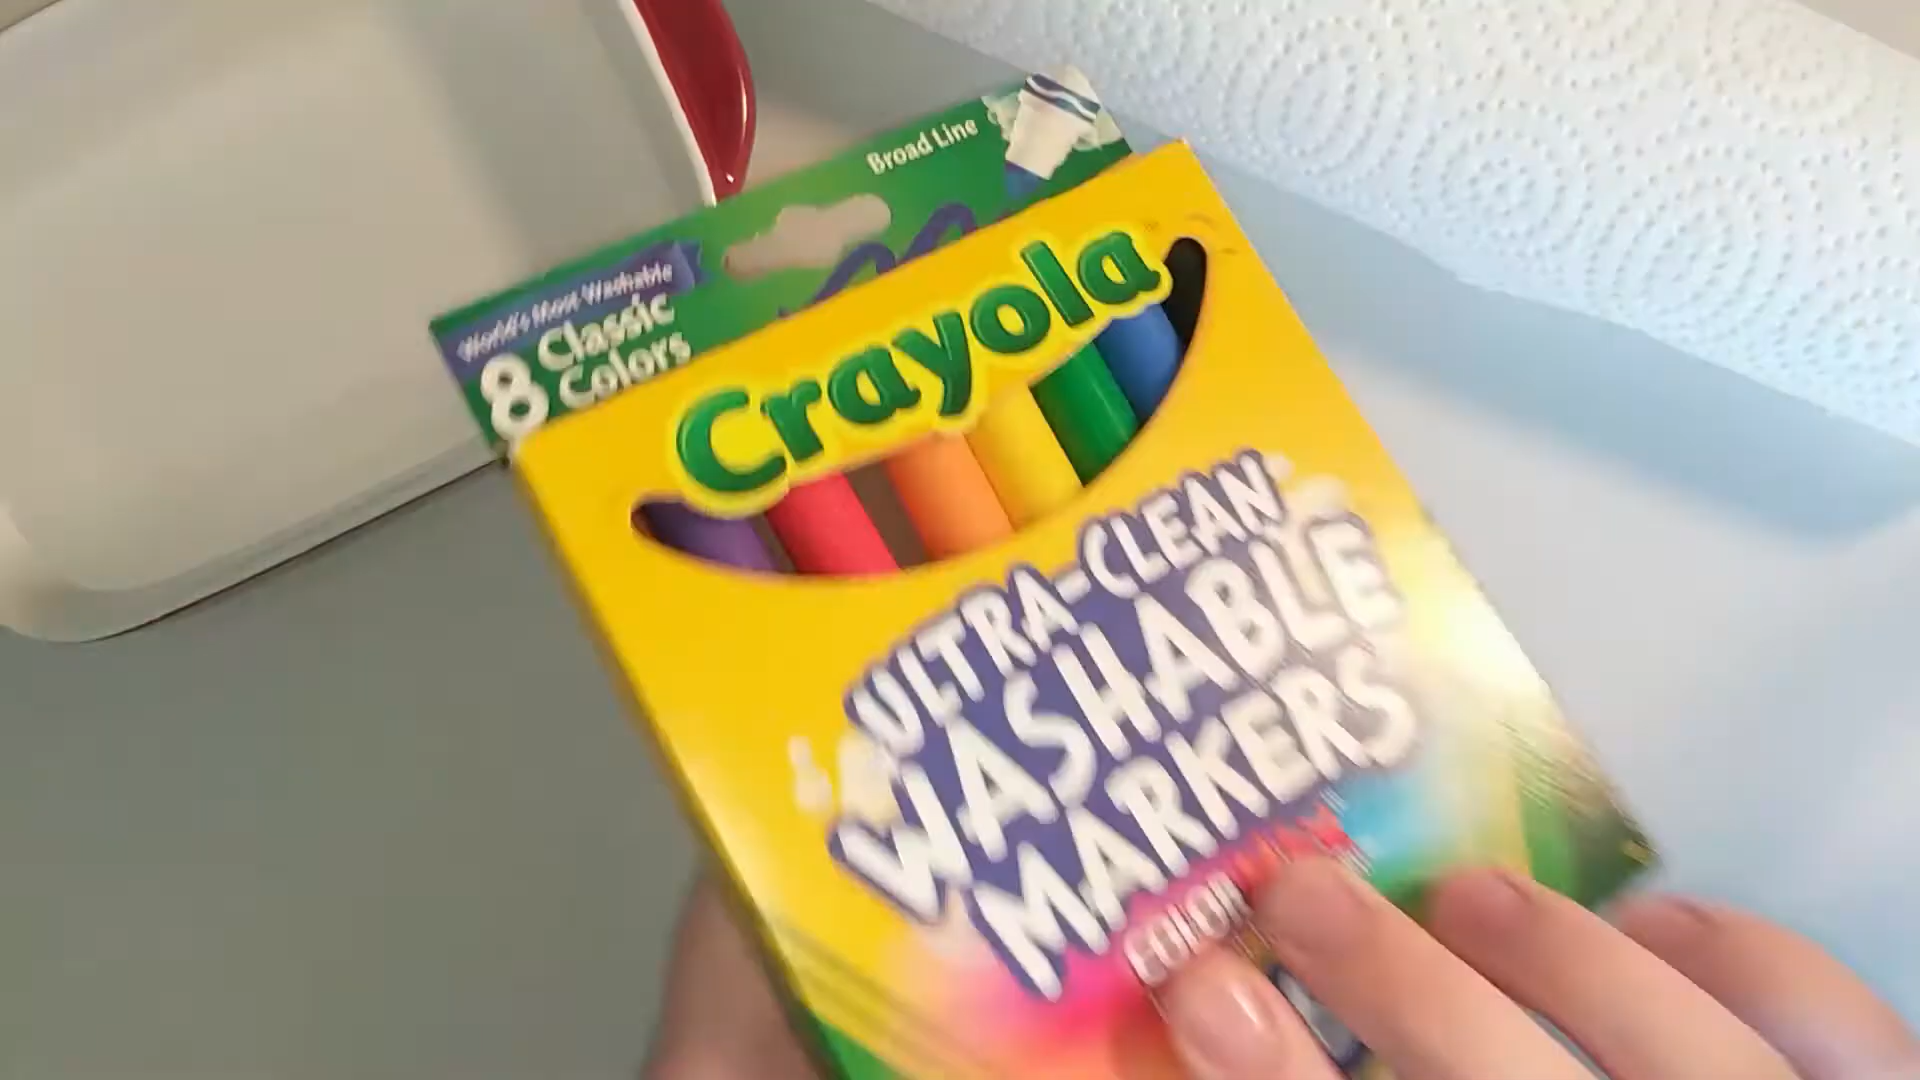 Broad Line
World's Most Washable
8 Classic
Colors
Crayola
ULTRA-CLEAN
WASHABLE
MARKERS